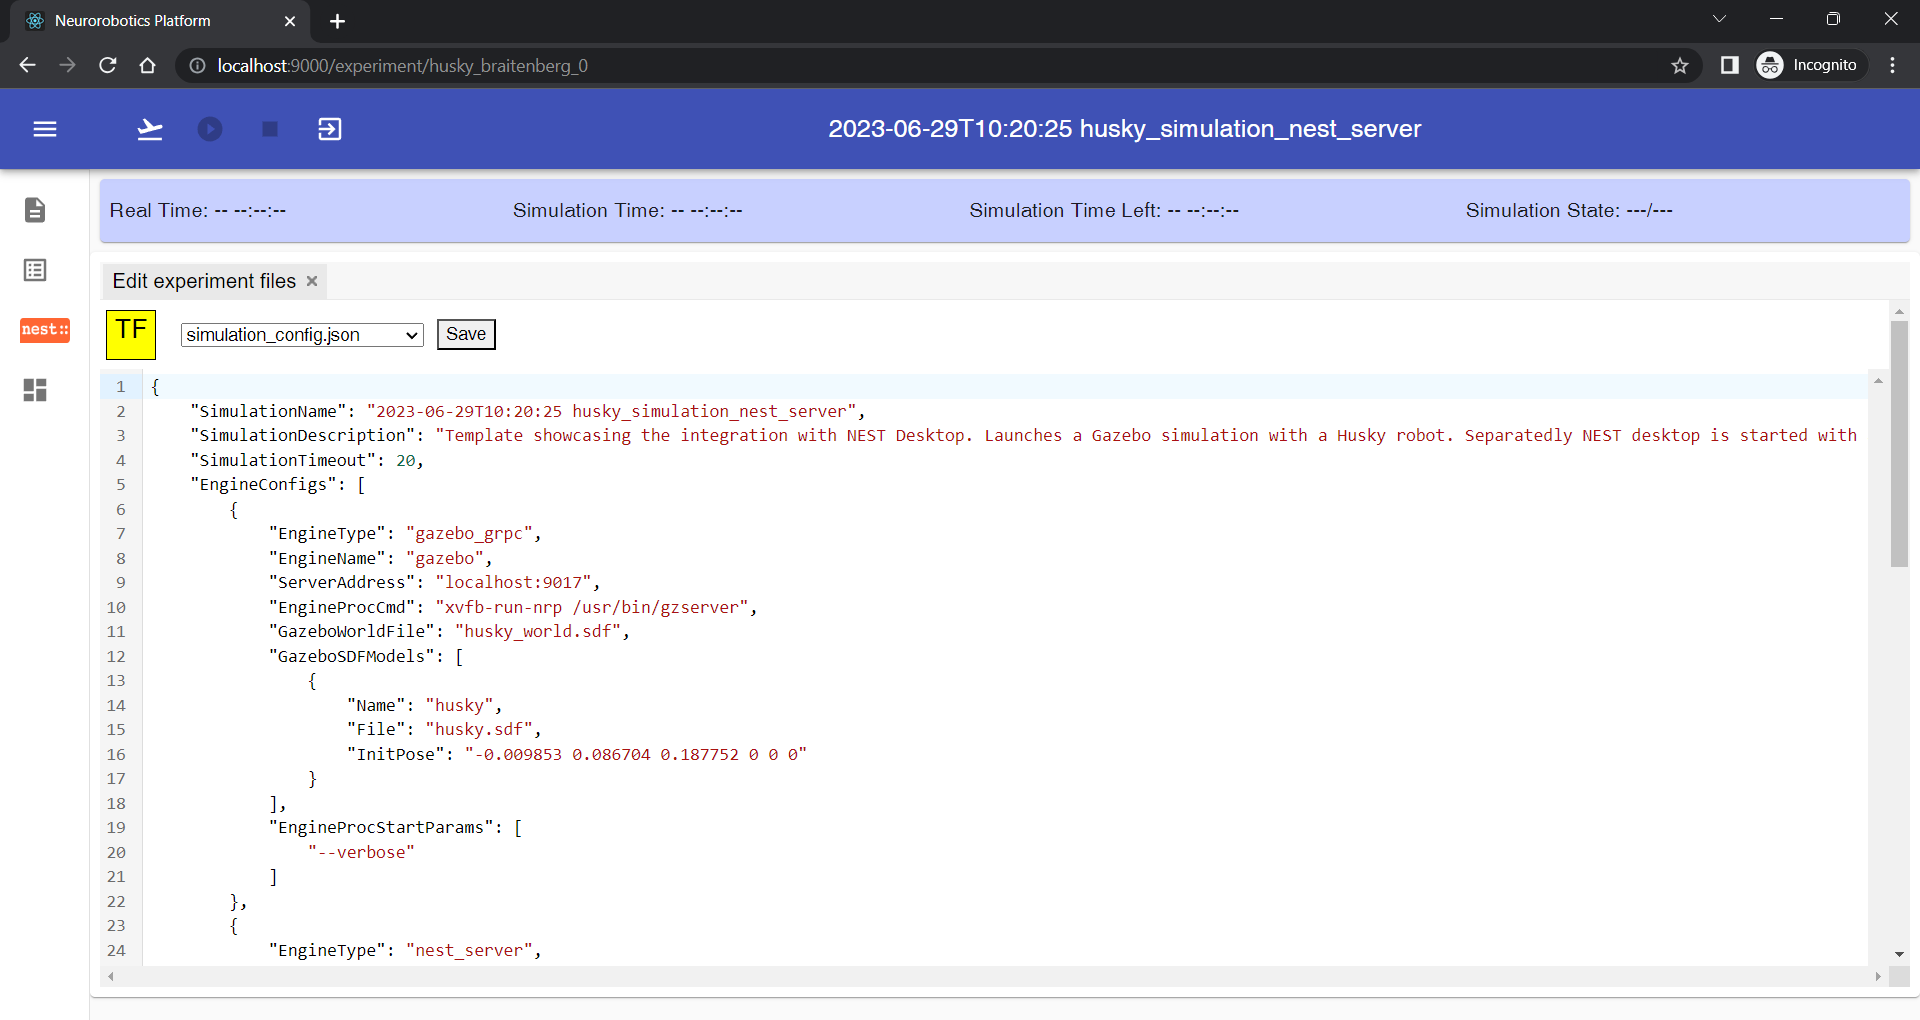 Neurorobotics Platform
localhost:9000/experiment/husky_braitenberg_0
Incognito
2023-06-29T10:20:25 husky_simulation_nest_server
Real Time: -- --:--:-- Simulation Time: -- --:--:-- Simulation Time Left: -- --:--:-- Simulation State: ---/---
nest::
Edit experiment files
TF simulation_config.json Save
1 {
2 "SimulationName": "2023-06-29T10:20:25 husky_simulation_nest_server",
3 "SimulationDescription": "Template showcasing the integration with NEST Desktop. Launches a Gazebo simulation with a Husky robot. Separatedly NEST desktop is started with
4 "SimulationTimeout": 20,
5 "EngineConfigs": [
6 {
7 "EngineType": "gazebo_grpc",
8 "EngineName": "gazebo",
9 "ServerAddress": "localhost:9017",
10 "EngineProcCmd": "xvfb-run-nrp /usr/bin/gzserver",
11 "GazeboWorldFile": "husky_world.sdf",
12 "GazeboSDFModels": [
13 {
14 "Name": "husky",
15 "File": "husky.sdf",
16 "InitPose": "-0.009853 0.086704 0.187752 0 0 0"
17 }
18 ],
19 "EngineProcStartParams": [
20 "--verbose"
21 ]
22 },
23 {
24 "EngineType": "nest_server",